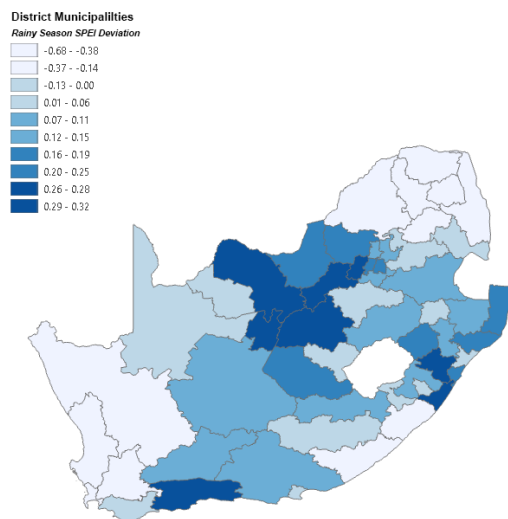 District Municipalilties
Rainy Season SPEI Deviation
-0.68 - -0.38
-0.37 - -0.14
-0.13 - 0.00
0.01 - 0.06
0.07 - 0.11
0.12 - 0.15
0.16 - 0.19
0.20 - 0.25
0.26 - 0.28
0.29 - 0.32